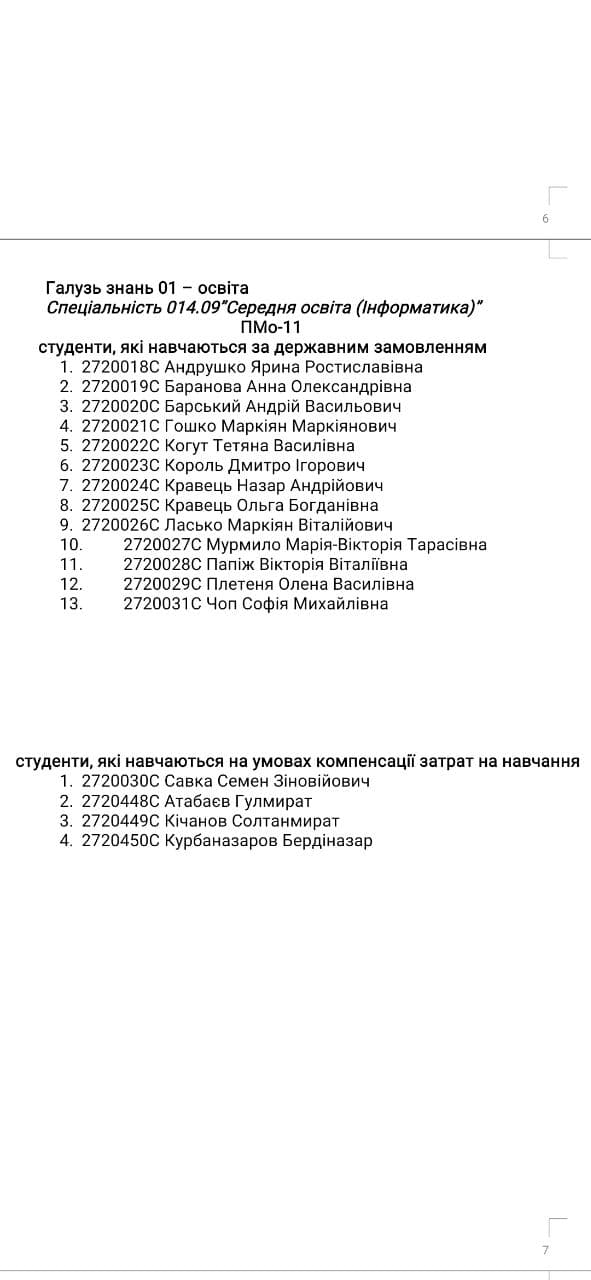 6
Галузь знань 01 – освіта
Спеціальність 014.09"Середня освіта (Інформатика)"
ПМо-11
студенти, які навчаються за державним замовленням
1. 2720018С Андрушко Ярина Ростиславівна
2. 2720019С Баранова Анна Олександрівна
3. 2720020С Барський Андрій Васильович
4. 2720021С Гошко Маркіян Маркіянович
5. 2720022С Когут Тетяна Василівна
6. 2720023С Король Дмитро Ігорович
7. 2720024С Кравець Назар Андрійович
8. 2720025С Кравець Ольга Богданівна
9. 2720026С Ласько Маркіян Віталійович
10. 2720027С Мурмило Марія-Вікторія Тарасівна
11. 2720028С Папіж Вікторія Віталіївна
12. 2720029С Плетеня Олена Василівна
13. 2720031С Чоп Софія Михайлівна
студенти, які навчаються на умовах компенсації затрат на навчання
1. 2720030С Савка Семен Зіновійович
2. 2720448С Атабаєв Гулмират
3. 2720449С Кічанов Солтанмират
4. 2720450С Курбаназаров Бердіназар
7